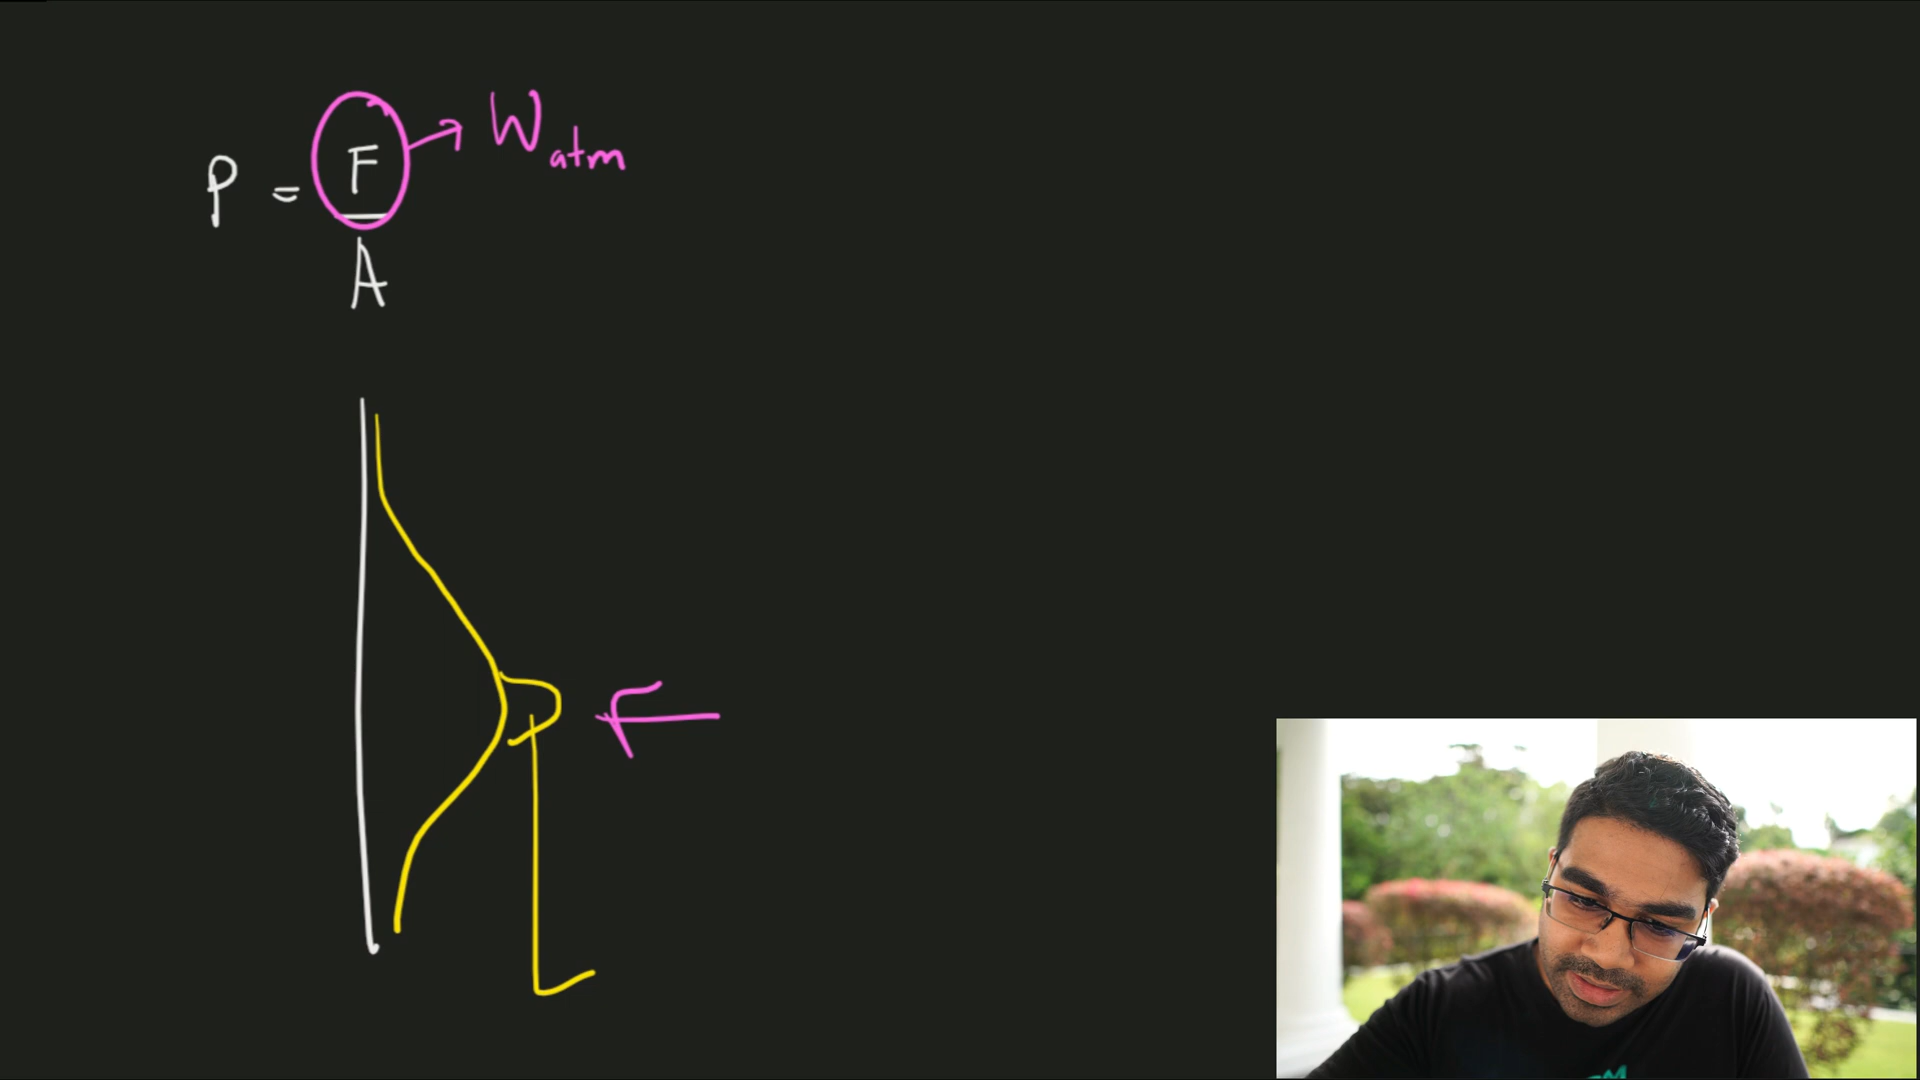 P = F/A → W_atm
M